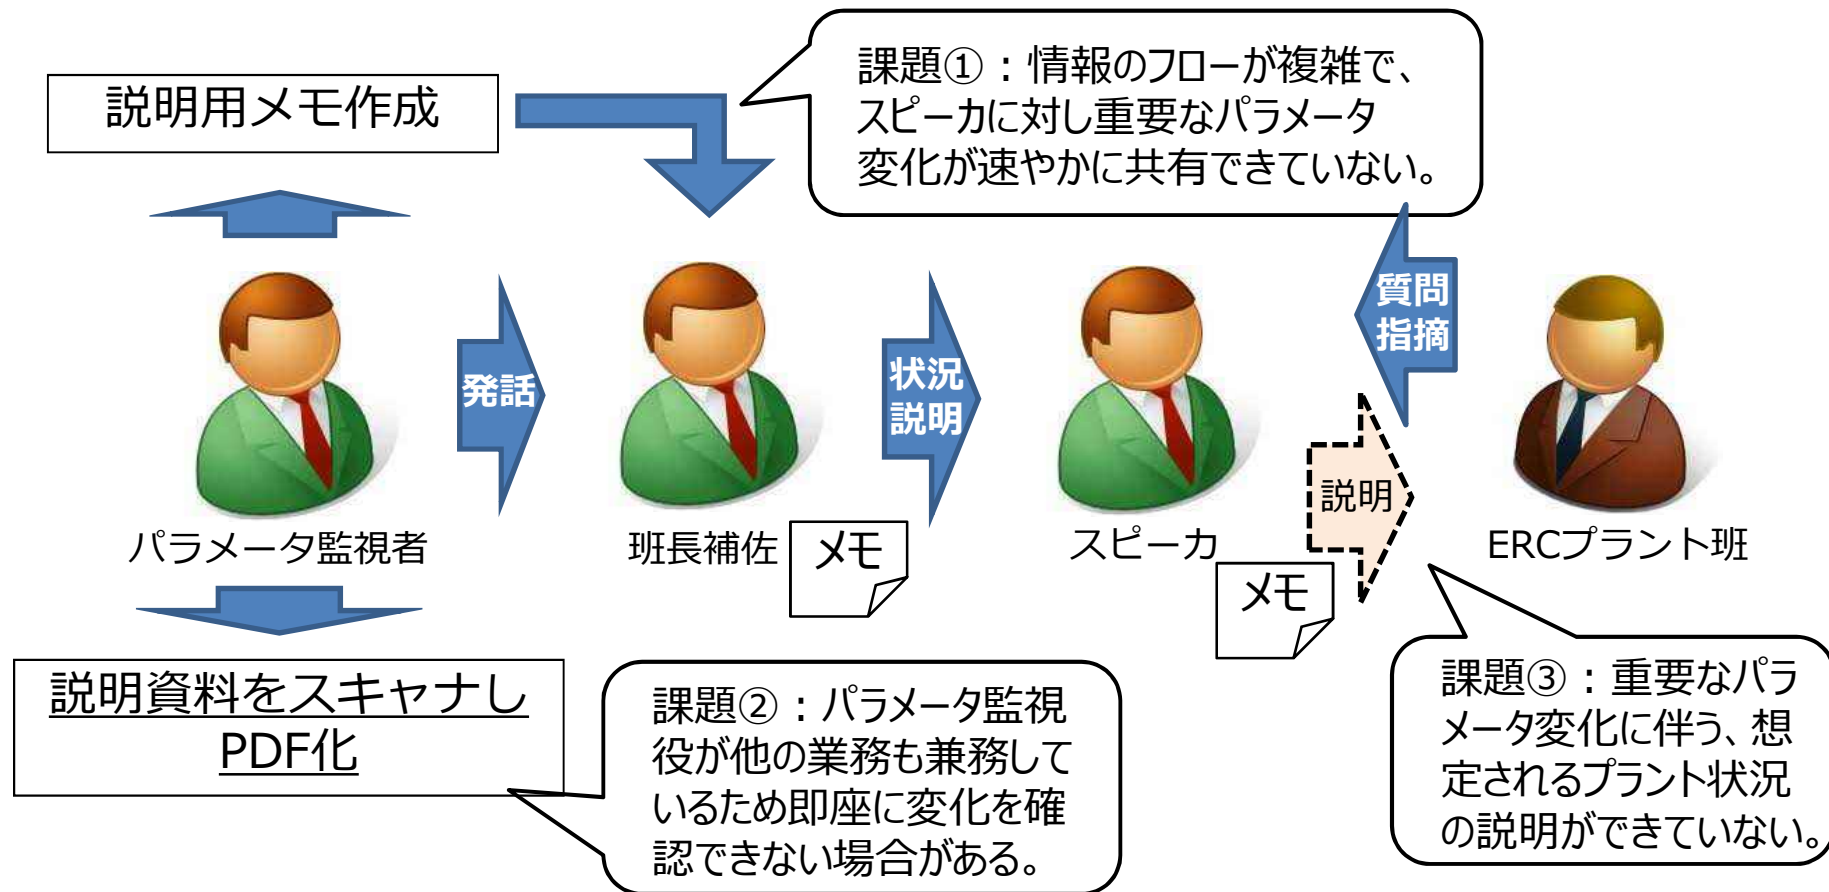 課題①：情報のフローが複雑で、
スピーカに対し重要なパラメータ
変化が速やかに共有できていない。
説明用メモ作成
質問
指摘
発話
状況
説明
説明
パラメータ監視者
班長補佐
メモ
スピーカ
メモ
ERCプラント班
説明資料をスキャナし
PDF化
課題②：パラメータ監視
役が他の業務も兼務して
いるため即座に変化を確
認できない場合がある。
課題③：重要なパラ
メータ変化に伴う、想
定されるプラント状況
の説明ができていない。